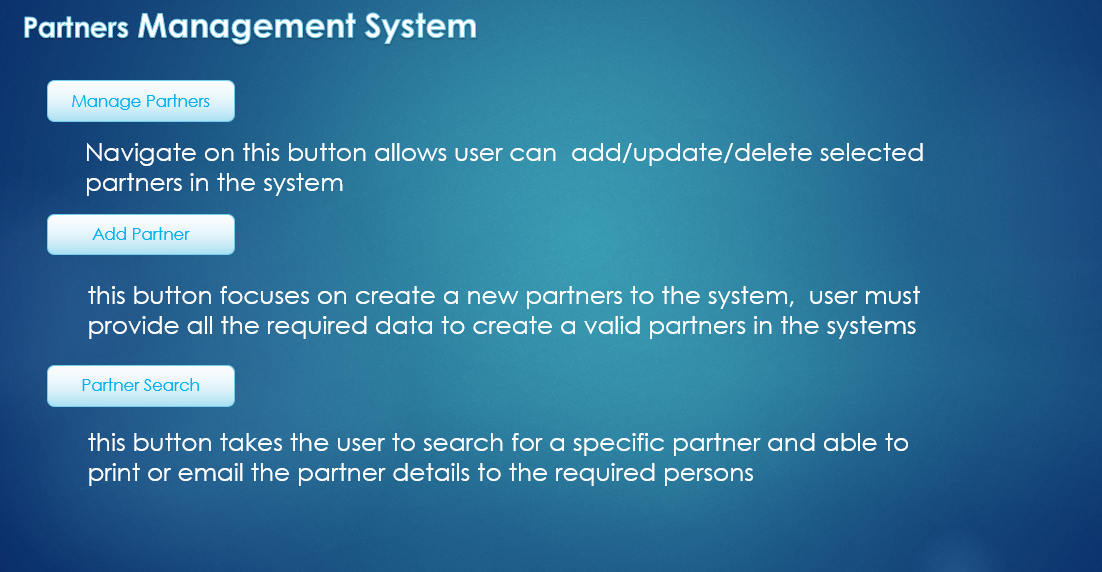 Partners Management System
Manage Partners
Navigate on this button allows user can  add/update/delete selected
partners in the system
Add Partner
this button focuses on create a new partners to the system,  user must
provide all the required data to create a valid partners in the systems
Partner Search
this button takes the user to search for a specific partner and able to
print or email the partner details to the required persons